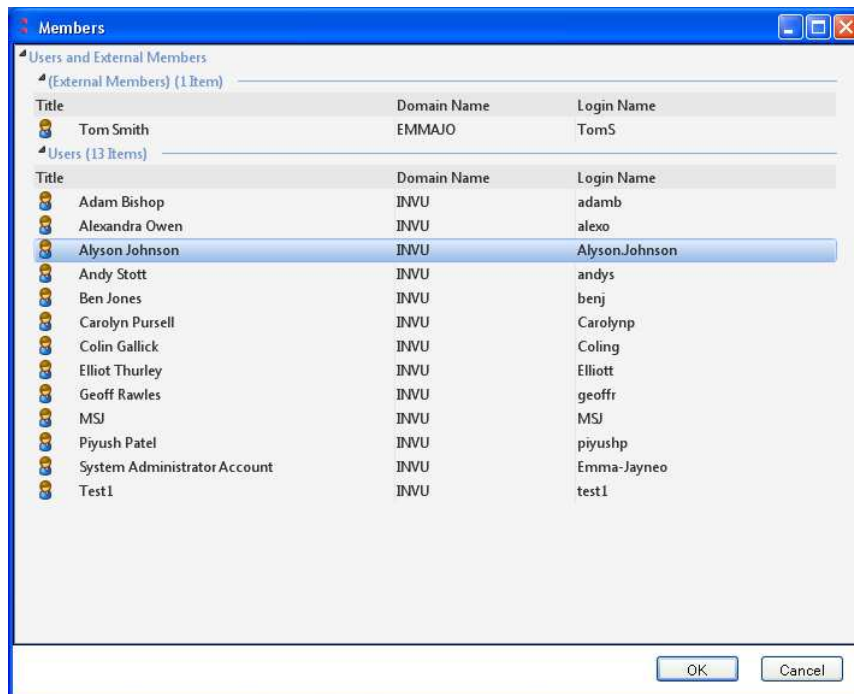 Members
Users and External Members
(External Members) (1 Item)
Title Domain Name Login Name
Tom Smith EMMAJO TomS
Users (13 Items)
Title Domain Name Login Name
Adam Bishop INVU adamb
Alexandra Owen INVU alexo
Alyson Johnson INVU Alyson.Johnson
Andy Stott INVU andys
Ben Jones INVU benj
Carolyn Pursell INVU Carolynp
Colin Gallick INVU Coling
Elliot Thurley INVU Elliott
Geoff Rawles INVU geoffr
MSJ INVU MSJ
Piyush Patel INVU piyushp
System Administrator Account INVU Emma-Jayneo
Test1 INVU test1
OK Cancel